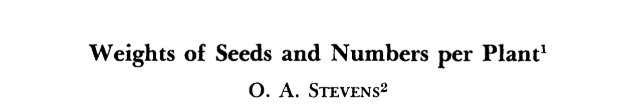 Weights of Seeds and Numbers per Plant¹
O. A. Stevens²